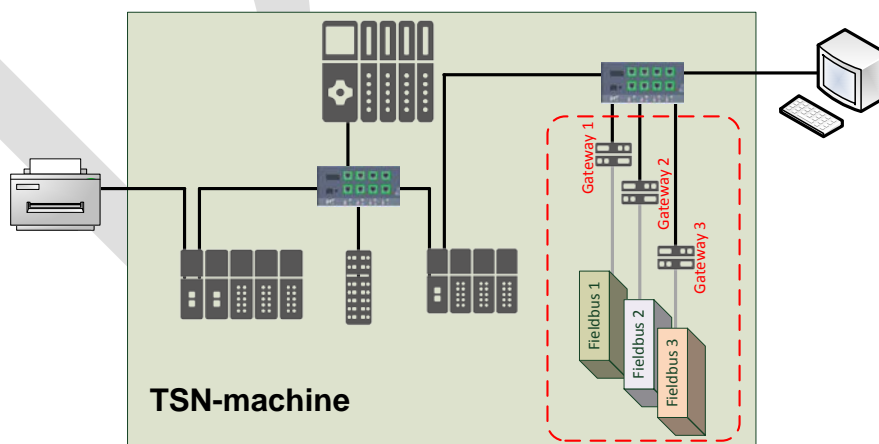 Gateway 1
Gateway 2
Gateway 3
Fieldbus 1
Fieldbus 2
Fieldbus 3
TSN-machine